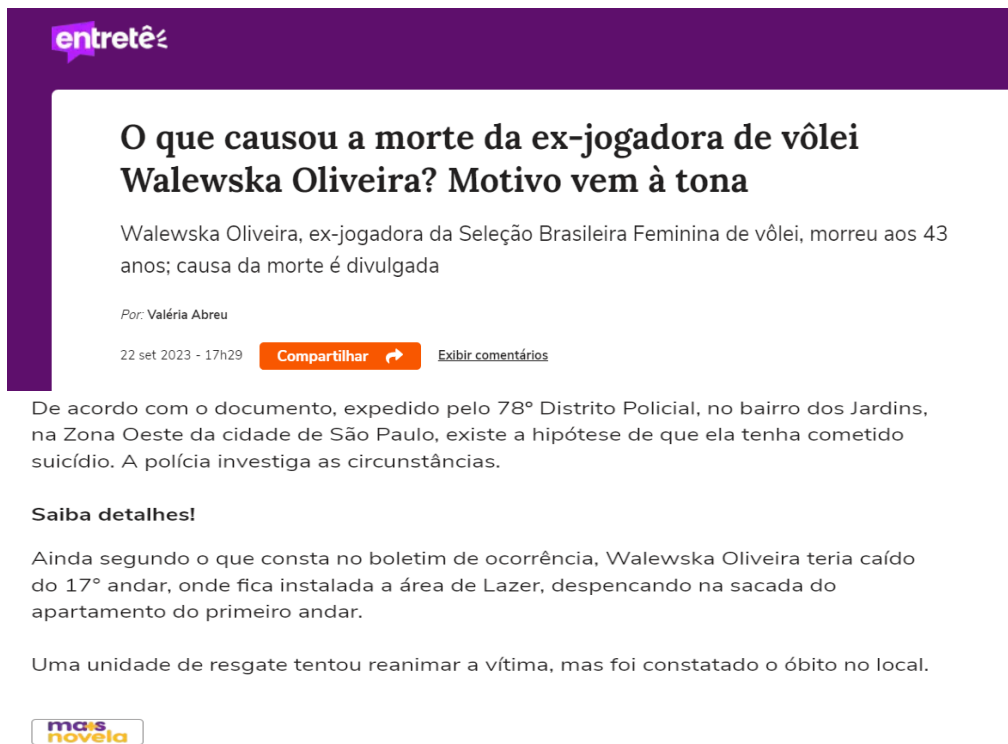 entretê
O que causou a morte da ex-jogadora de vôlei
Walewska Oliveira? Motivo vem à tona
Walewska Oliveira, ex-jogadora da Seleção Brasileira Feminina de vôlei, morreu aos 43
anos; causa da morte é divulgada
Por: Valéria Abreu
22 set 2023 - 17h29 Compartilhar Exibir comentários
De acordo com o documento, expedido pelo 78º Distrito Policial, no bairro dos Jardins,
na Zona Oeste da cidade de São Paulo, existe a hipótese de que ela tenha cometido
suicídio. A polícia investiga as circunstâncias.
Saiba detalhes!
Ainda segundo o que consta no boletim de ocorrência, Walewska Oliveira teria caído
do 17° andar, onde fica instalada a área de Lazer, despencando na sacada do
apartamento do primeiro andar.
Uma unidade de resgate tentou reanimar a vítima, mas foi constatado o óbito no local.
mais
novela